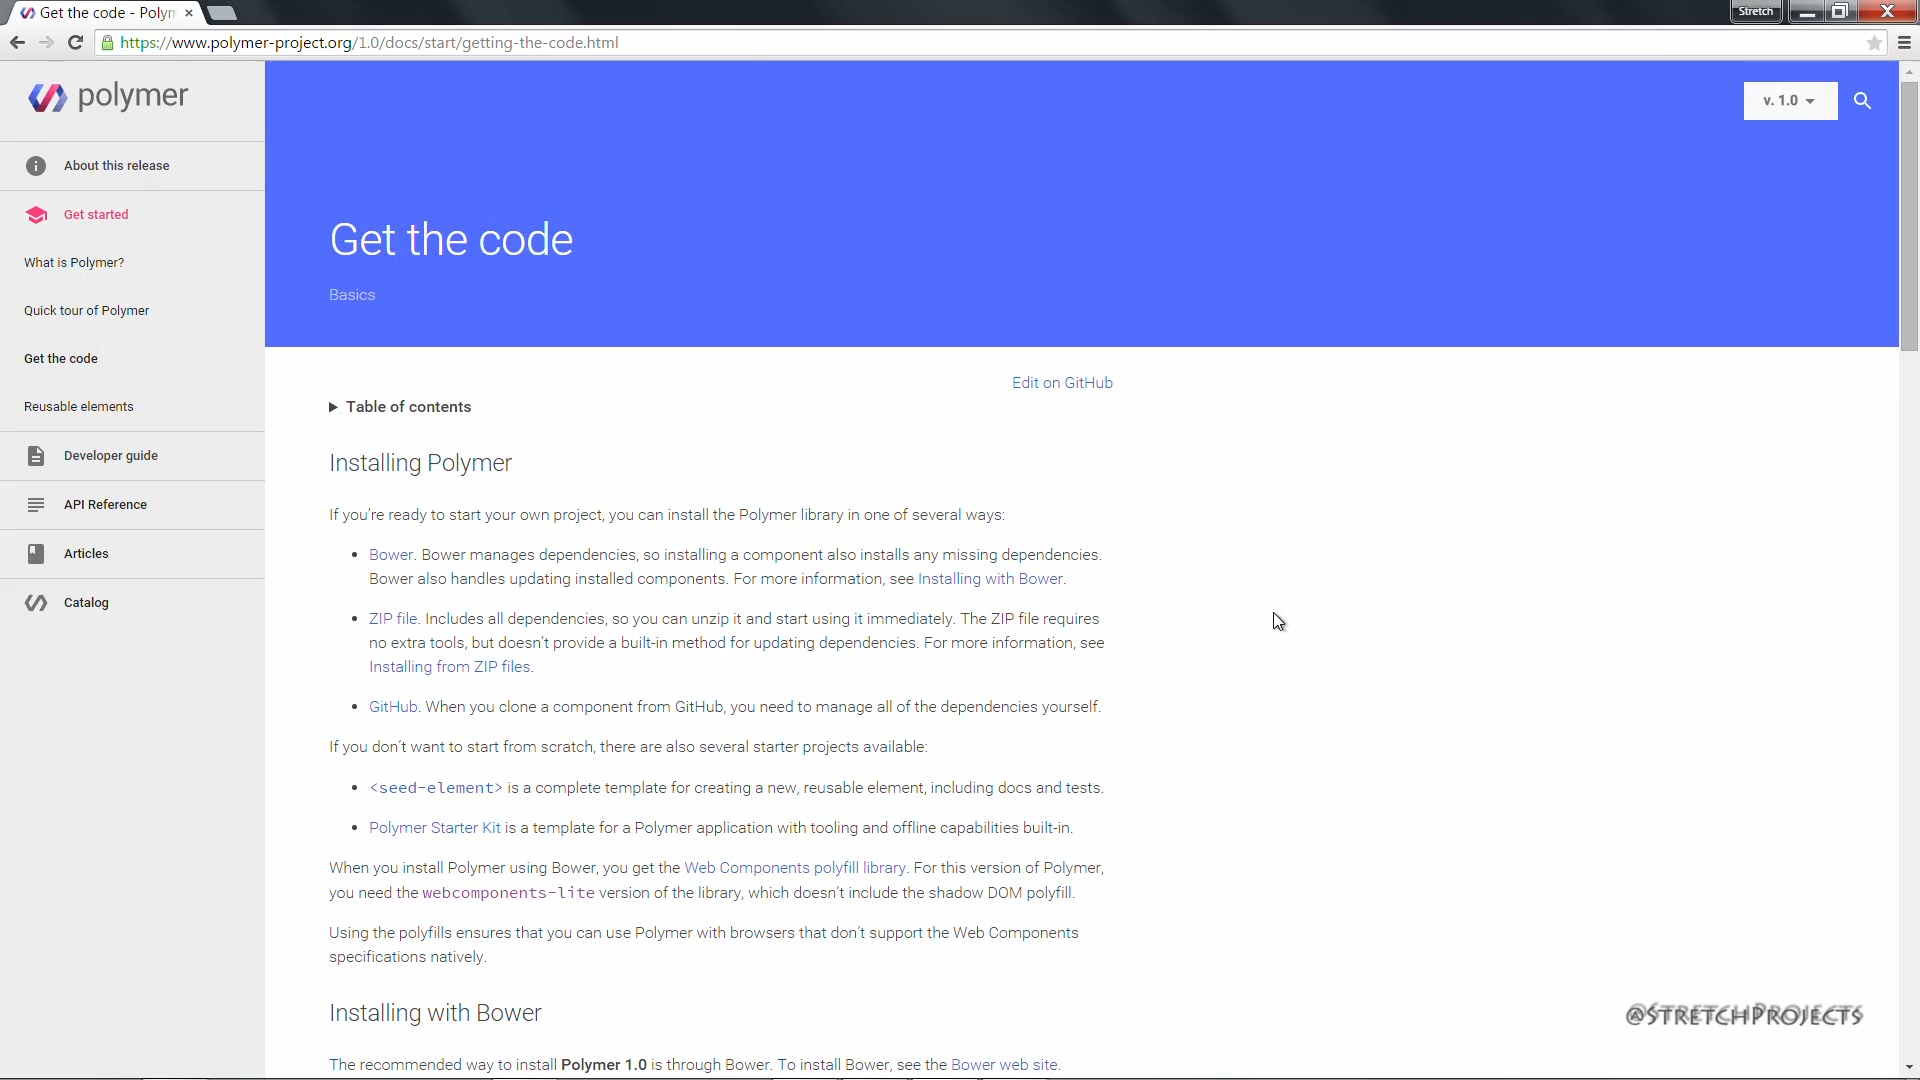 Get the code - Polym
Stretch
https://www.polymer-project.org/1.0/docs/start/getting-the-code.html
polymer
v. 1.0
About this release
Get started
What is Polymer?
Quick tour of Polymer
Get the code
Reusable elements
Developer guide
API Reference
Articles
Catalog
Get the code
Basics
Edit on GitHub
Table of contents
Installing Polymer
If you’re ready to start your own project, you can install the Polymer library in one of several ways:
• Bower. Bower manages dependencies, so installing a component also installs any missing dependencies.
Bower also handles updating installed components. For more information, see Installing with Bower.
• ZIP file. Includes all dependencies, so you can unzip it and start using it immediately. The ZIP file requires
no extra tools, but doesn’t provide a built-in method for updating dependencies. For more information, see
Installing from ZIP files.
• GitHub. When you clone a component from GitHub, you need to manage all of the dependencies yourself.
If you don’t want to start from scratch, there are also several starter projects available:
• <seed-element> is a complete template for creating a new, reusable element, including docs and tests.
• Polymer Starter Kit is a template for a Polymer application with tooling and offline capabilities built-in.
When you install Polymer using Bower, you get the Web Components polyfill library. For this version of Polymer,
you need the webcomponents-lite version of the library, which doesn’t include the shadow DOM polyfill.
Using the polyfills ensures that you can use Polymer with browsers that don’t support the Web Components
specifications natively.
Installing with Bower
The recommended way to install Polymer 1.0 is through Bower. To install Bower, see the Bower web site.
@StretchProjects